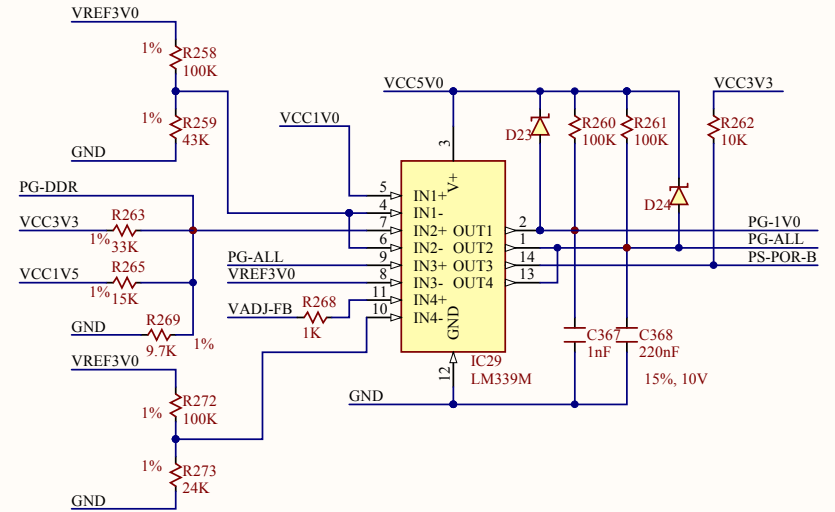 VREF3V0
1%
R258
100K
1%
R259
43K
GND
VCC1V0
VCC5V0
VCC3V3
D23
R260
100K
R261
100K
R262
10K
D24
PG-DDR
VCC3V3
R263
1%
33K
VCC1V5
R265
1%
15K
GND
R269
9.7K
1%
PG-ALL
VREF3V0
VADJ-FB
R268
1K
3
V+
5
IN1+
4
IN1-
7
IN2+
6
IN2-
9
IN3+
8
IN3-
11
IN4+
10
IN4-
OUT1
2
OUT2
1
OUT3
14
OUT4
13
GND
12
IC29
LM339M
PG-1V0
PG-ALL
PS-POR-B
C367
1nF
C368
220nF
15%, 10V
GND
VREF3V0
1%
R272
100K
1%
R273
24K
GND